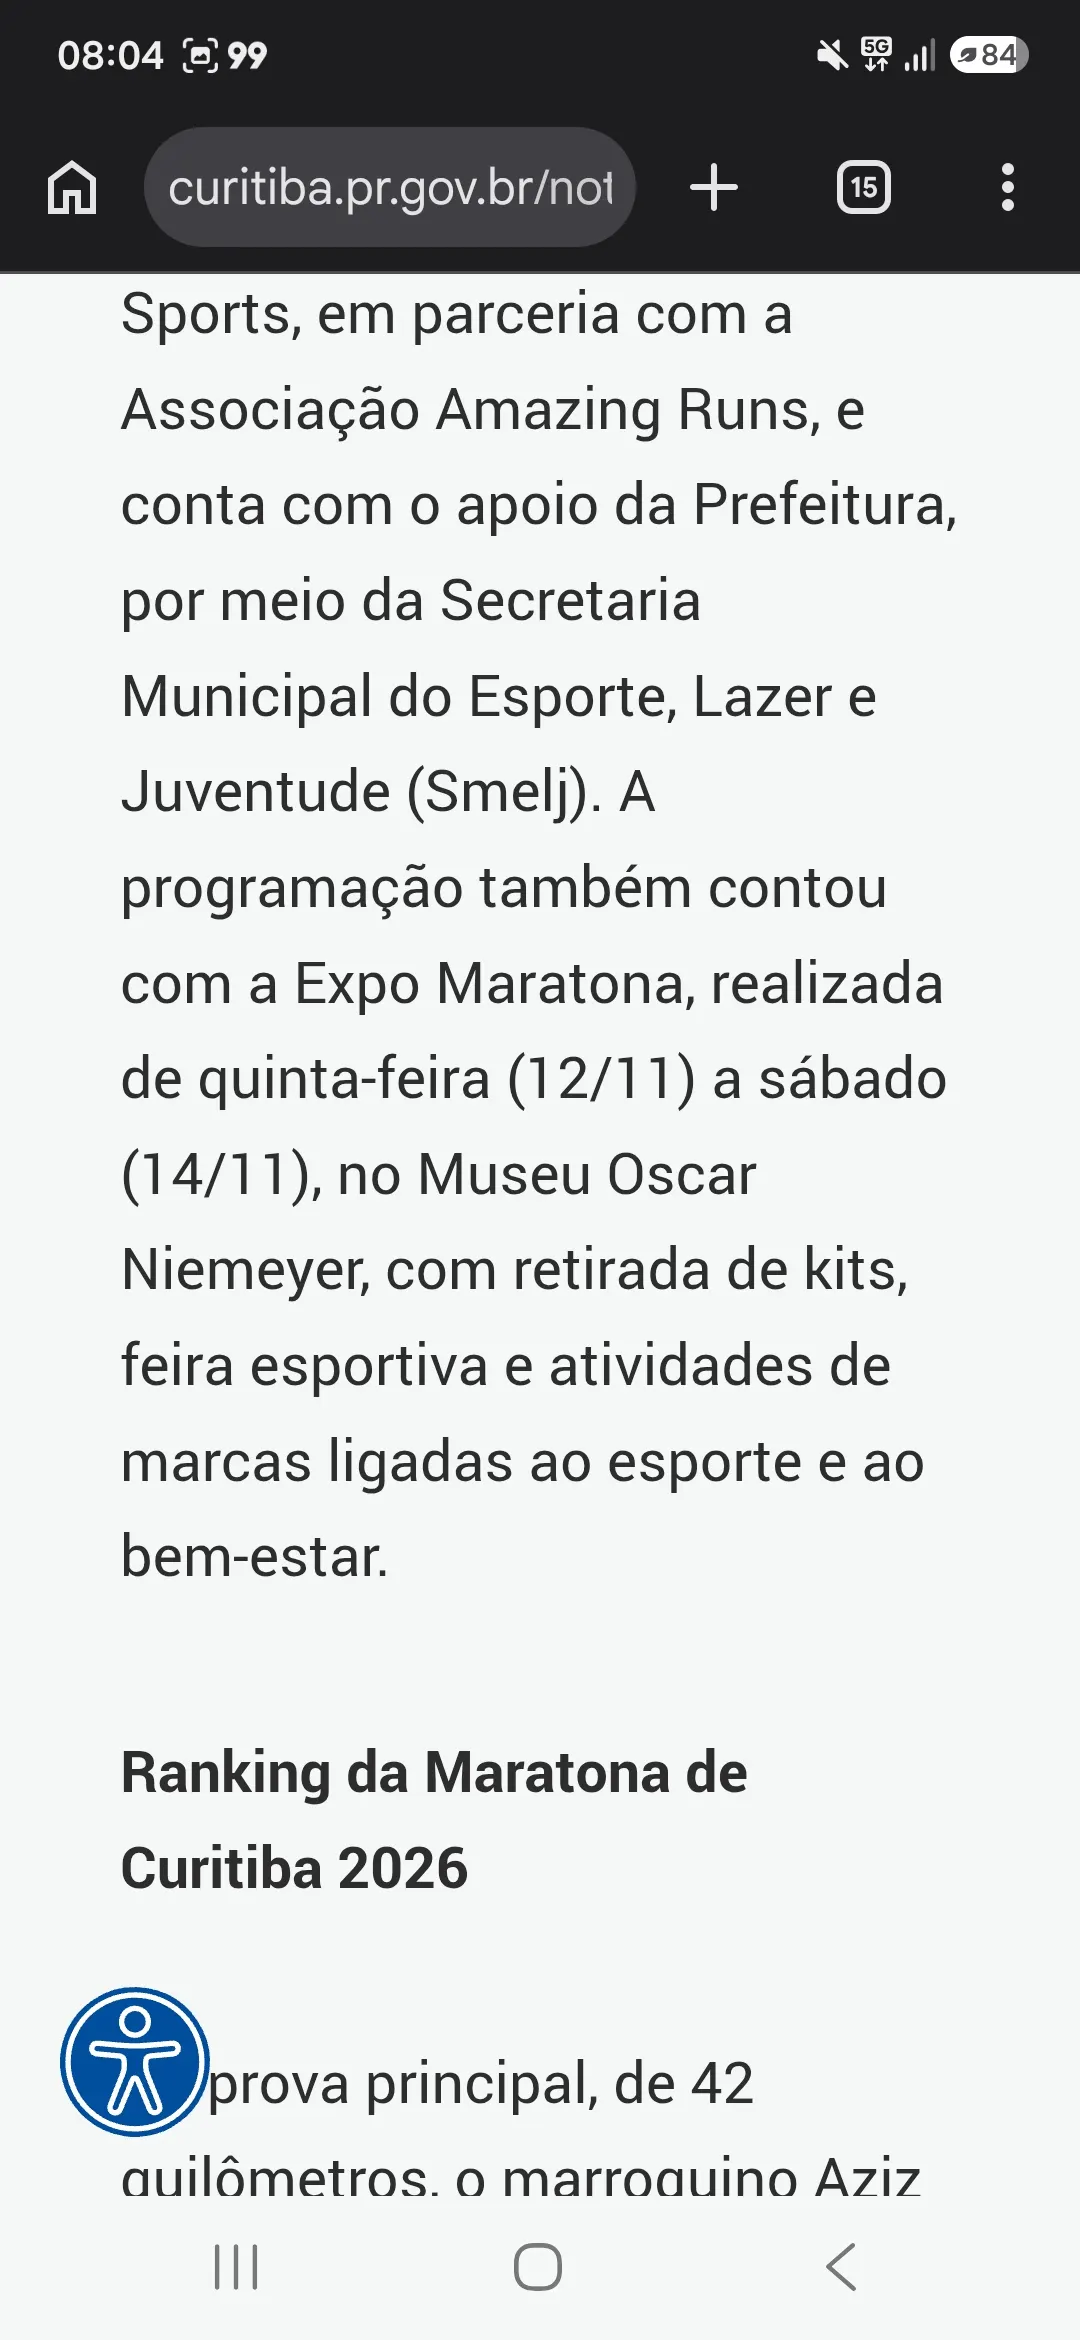 08:04 99 5G 84
curitiba.pr.gov.br/not 15
Sports, em parceria com a
Associação Amazing Runs, e
conta com o apoio da Prefeitura,
por meio da Secretaria
Municipal do Esporte, Lazer e
Juventude (Smelj). A
programação também contou
com a Expo Maratona, realizada
de quinta-feira (12/11) a sábado
(14/11), no Museu Oscar
Niemeyer, com retirada de kits,
feira esportiva e atividades de
marcas ligadas ao esporte e ao
bem-estar.
Ranking da Maratona de
Curitiba 2026
prova principal, de 42
quilômetros, o marroquino Aziz